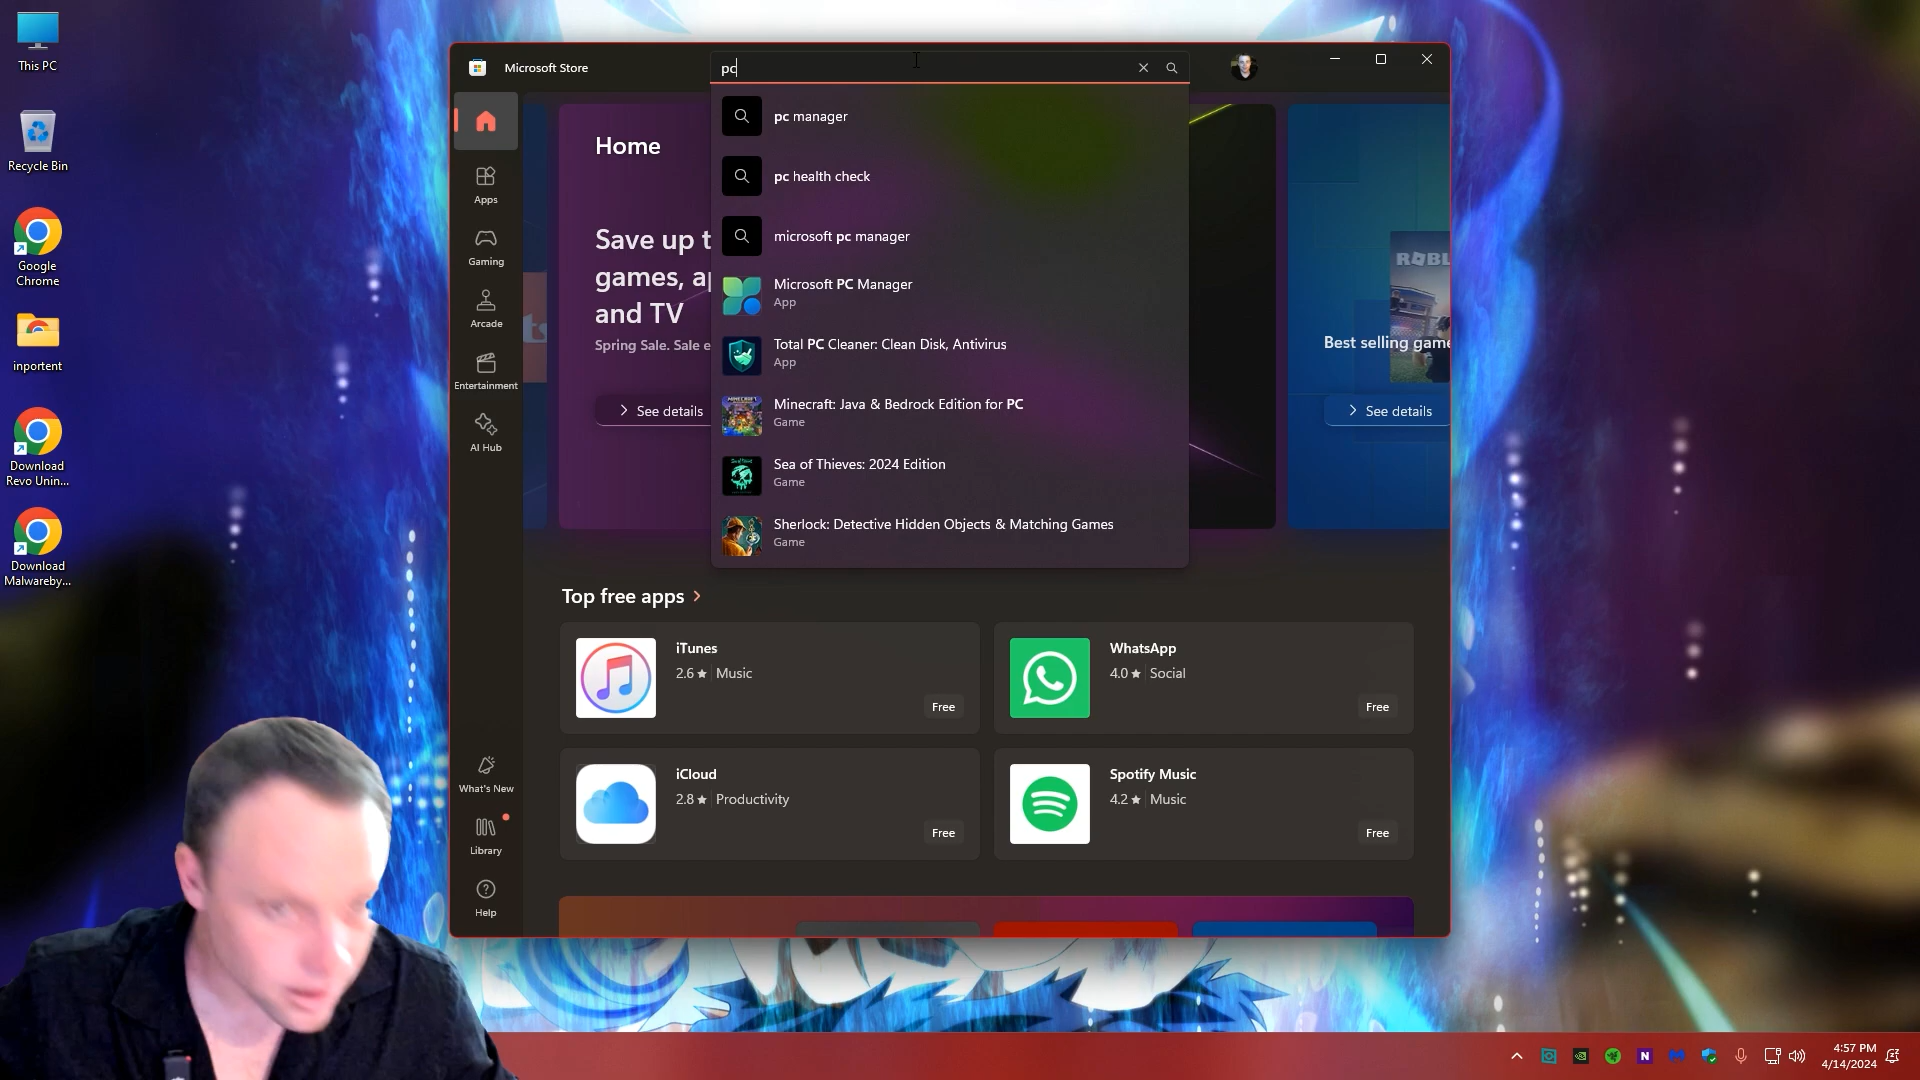 This PC
Recycle Bin
Google
Chrome
inportent
Download
Revo Unin...
Download
Malwareby...
Microsoft Store
pc
pc manager
pc health check
microsoft pc manager
Microsoft PC Manager
App
Total PC Cleaner: Clean Disk, Antivirus
App
Minecraft: Java & Bedrock Edition for PC
Game
Sea of Thieves: 2024 Edition
Game
Sherlock: Detective Hidden Objects & Matching Games
Game
Apps
Gaming
Arcade
Entertainment
AI Hub
What's New
Library
Help
Home
Save up t
games, ap
and TV
Spring Sale. Sale e
See details
ROBL
Best selling game
See details
Top free apps
iTunes
2.6 ★ Music
Free
WhatsApp
4.0 ★ Social
Free
iCloud
2.8 ★ Productivity
Free
Spotify Music
4.2 ★ Music
Free
N
4:57 PM
4/14/2024